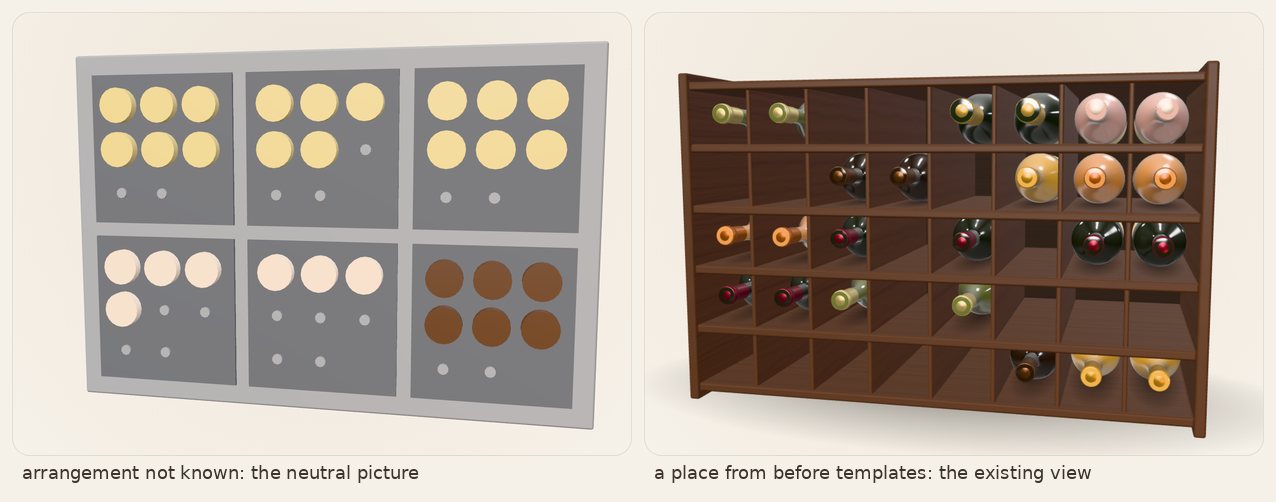 arrangement not known: the neutral picture
a place from before templates: the existing view